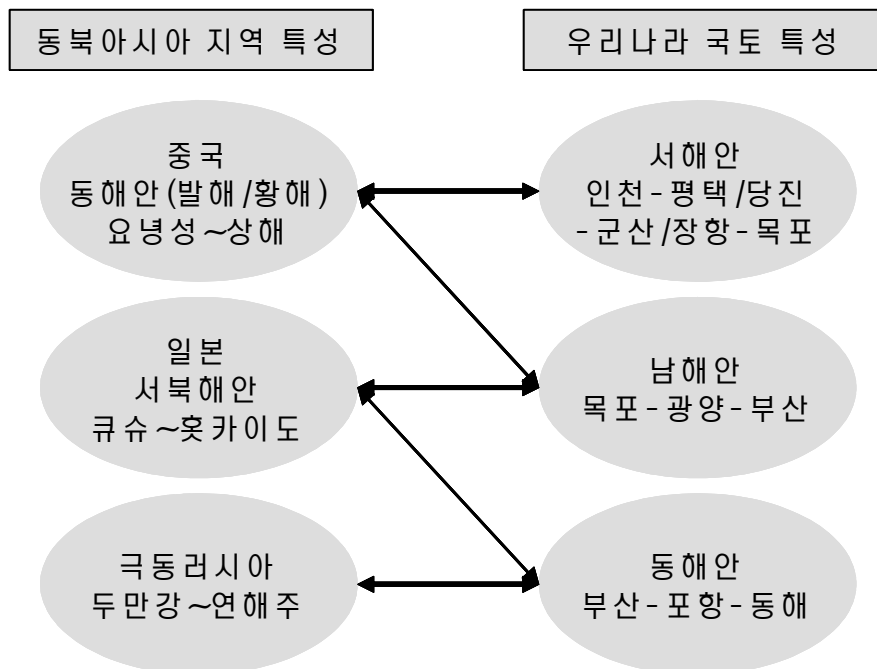 동북아시아 지역 특성
우리나라 국토 특성
중국
동해안(발해/황해)
요녕성~상해
서해안
인천-평택/당진
-군산/장항-목포
일본
서북해안
큐슈~홋카이도
남해안
목포-광양-부산
극동러시아
두만강~연해주
동해안
부산-포항-동해